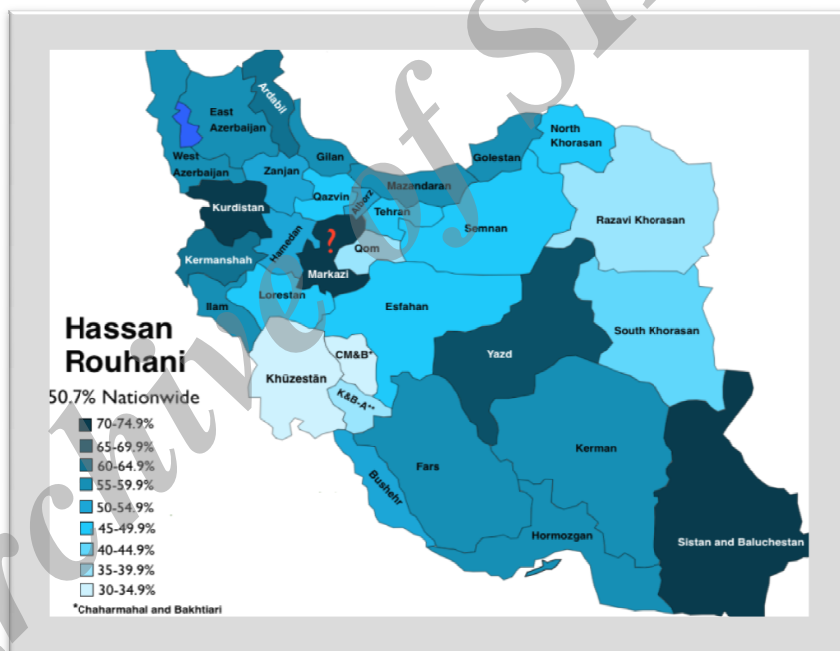 Ardabil
East
Azerbaijan
West
Azerbaijan
Gilan
Zanjan
Qazvin
Alborz
Mazandaran
Tehran
Golestan
North
Khorasan
Kurdistan
Hamedan
?
Markazi
Qom
Semnan
Razavi Khorasan
Kermanshah
Ilam
Lorestan
Esfahan
South Khorasan
CM&B*
Khūzestān
K&B-A**
Yazd
Fars
Kerman
Bushehr
Hormozgan
Sistan and Baluchestan
Hassan
Rouhani
50.7% Nationwide
70-74.9%
65-69.9%
60-64.9%
55-59.9%
50-54.9%
45-49.9%
40-44.9%
35-39.9%
30-34.9%
*Chaharmahal and Bakhtiari
rchive of S